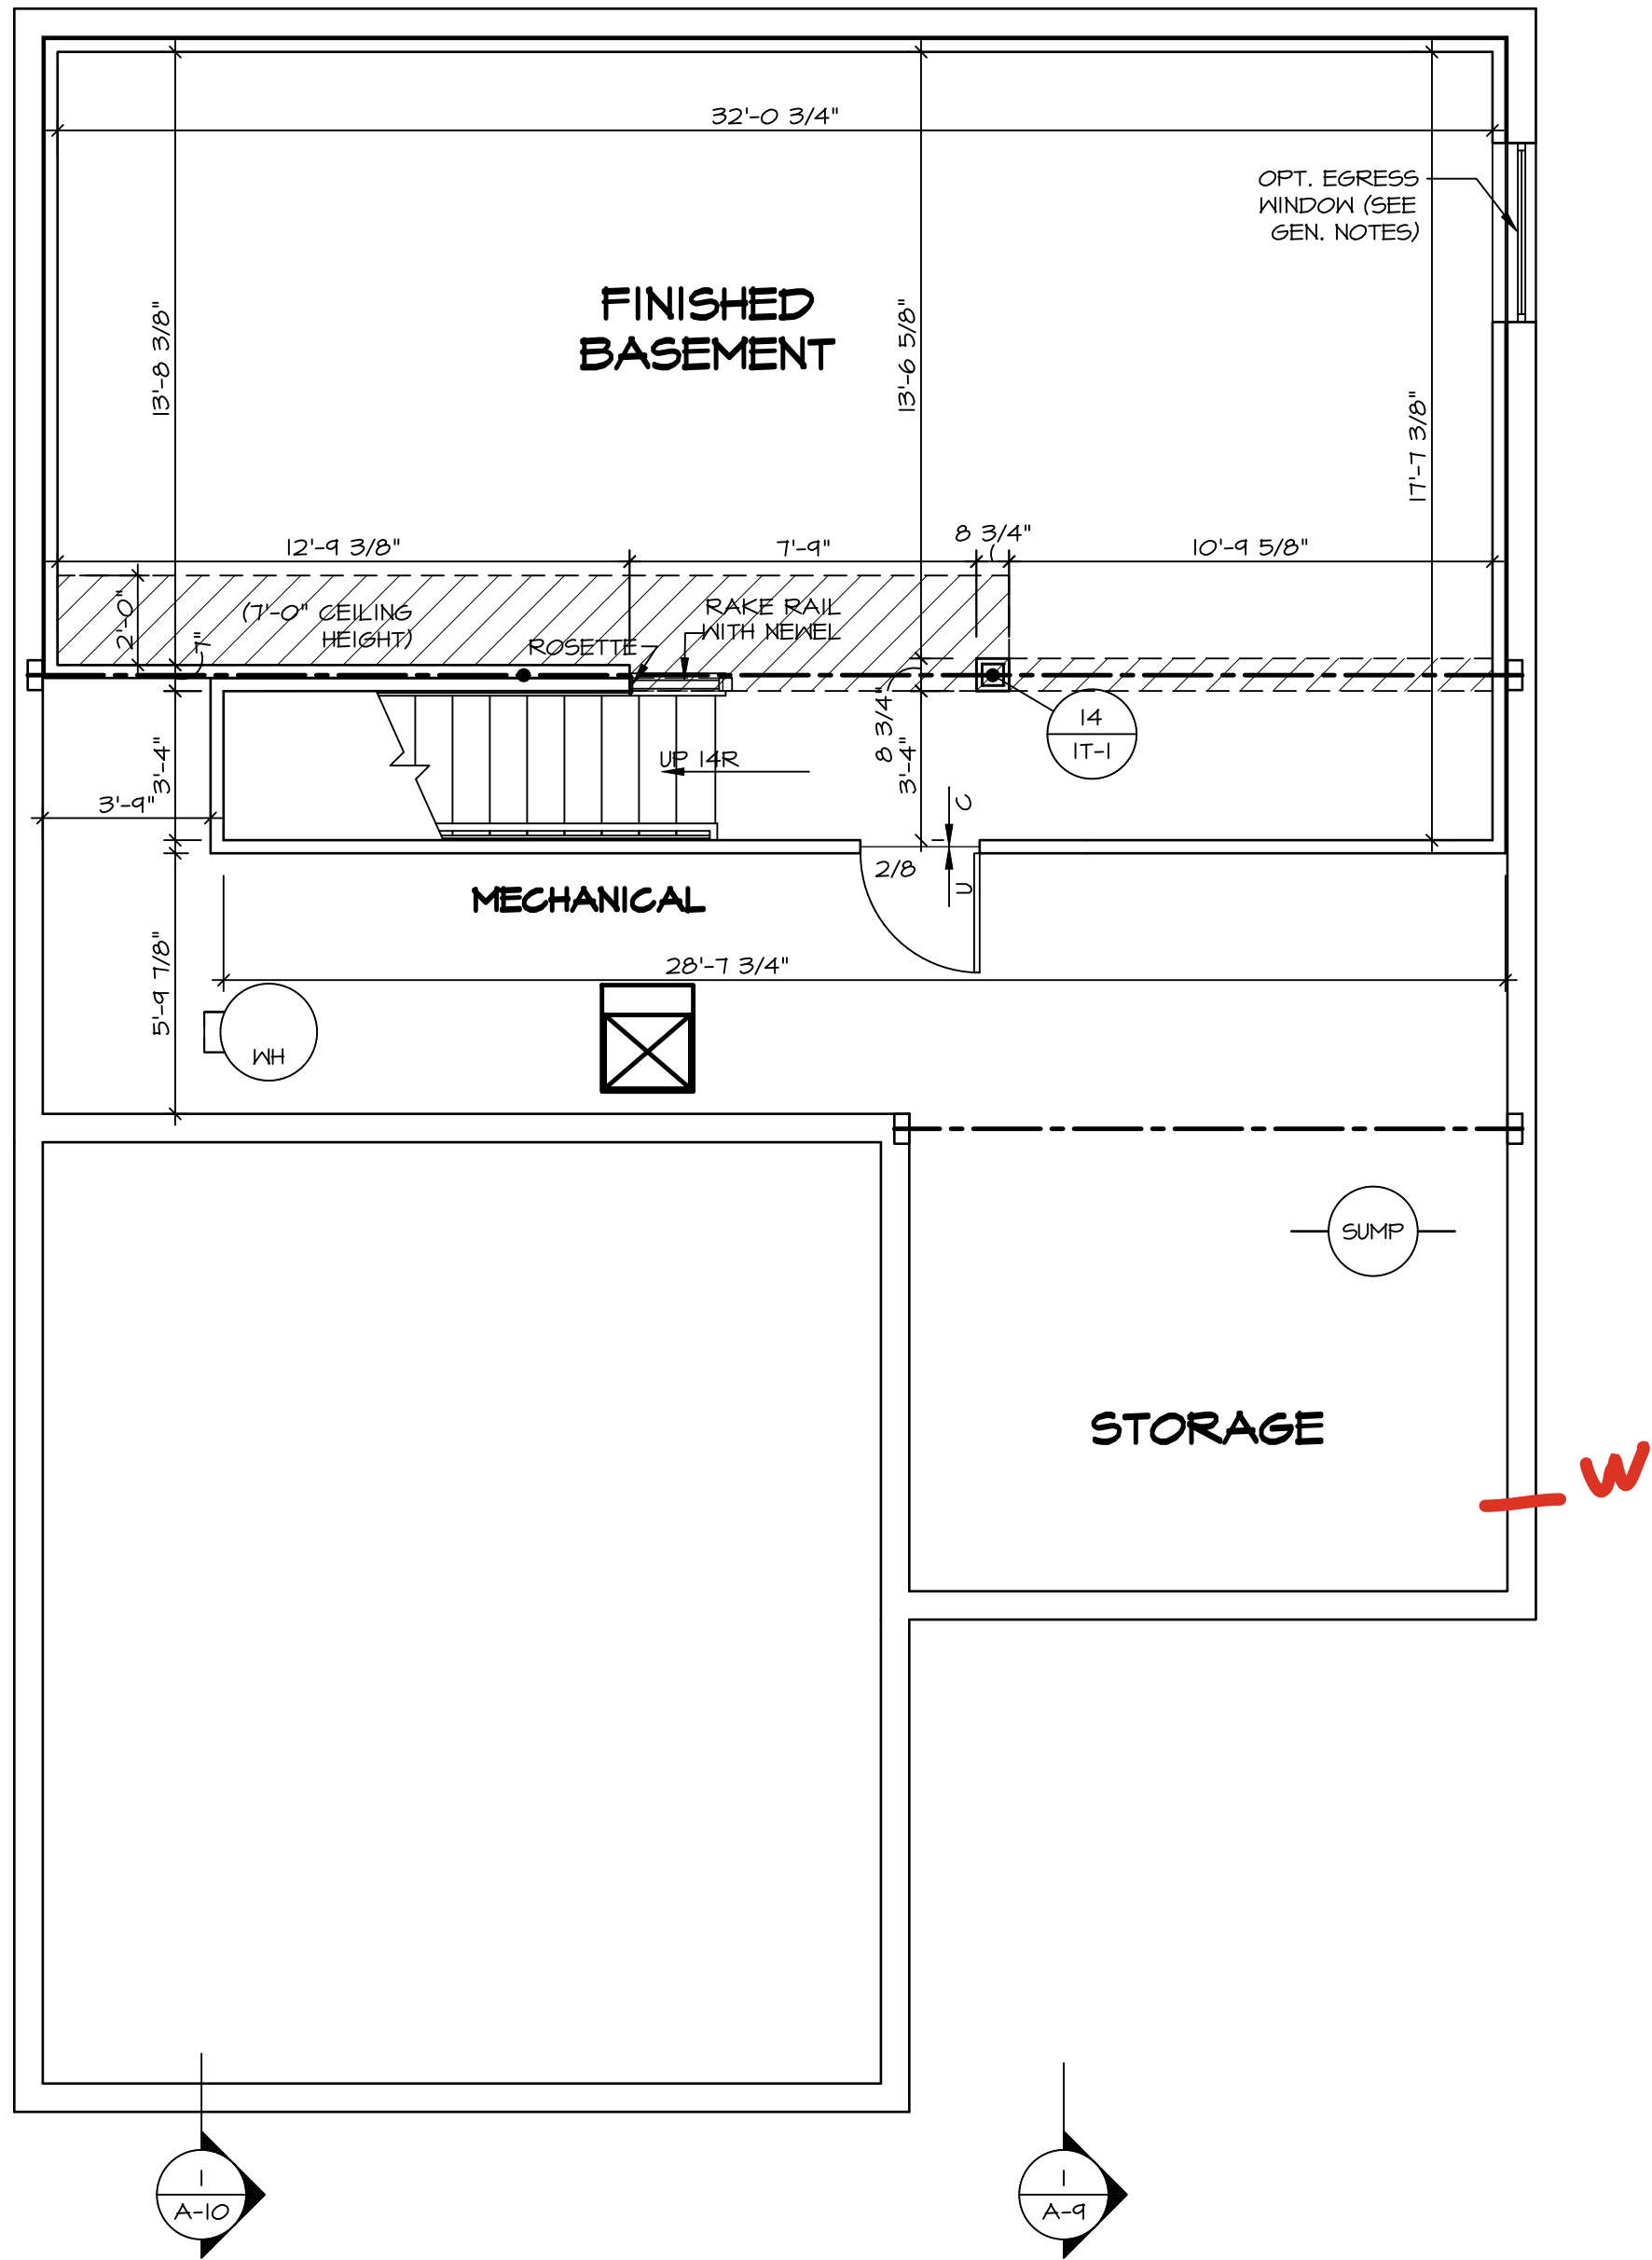 32'-0 3/4"
OPT. EGRESS
WINDOW (SEE
GEN. NOTES)
FINISHED
BASEMENT
13'-8 3/8"
13'-6 5/8"
17'-7 3/8"
12'-9 3/8"
7'-9"
8 3/4"
10'-9 5/8"
2'-0"
(7'-0" CEILING
HEIGHT)
7"
ROSETTE
RAKE RAIL
WITH NEWEL
8 3/4"
14
1T-1
3'-4"
UP 14R
3'-4"
3'-9"
C
2/8
U
MECHANICAL
5'-9 7/8"
28'-7 3/4"
WH
SUMP
STORAGE
W
1
A-10
1
A-9